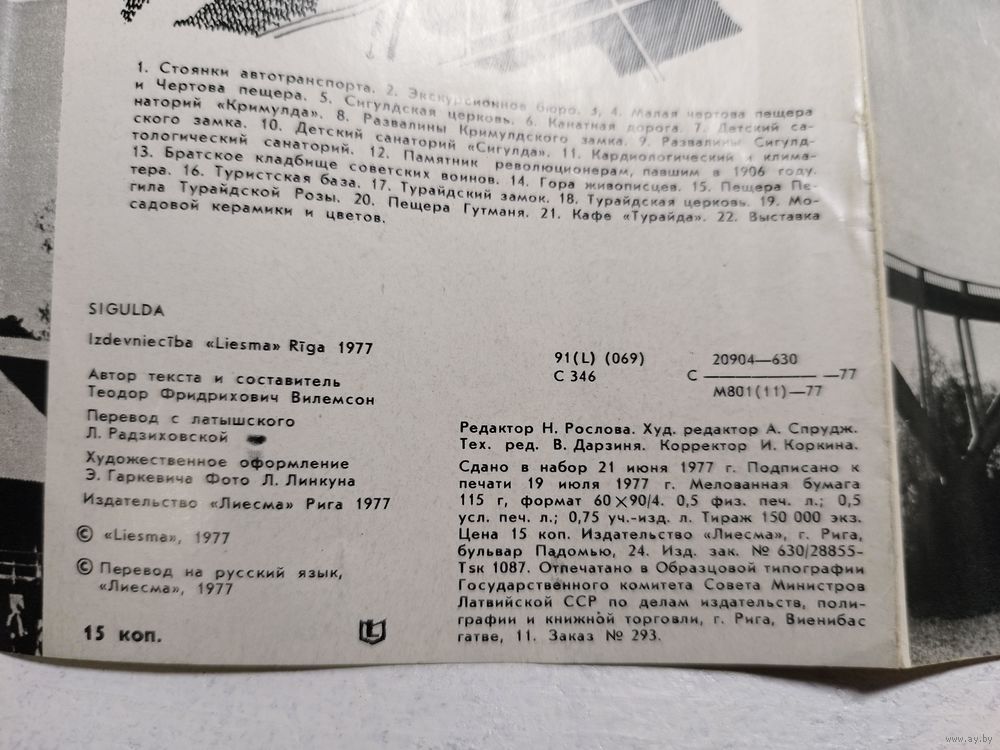 1. Стоянки автотранспорта. 2. Экскурсионное бюро. 3, 4. Малая чертова пещера
и Чертова пещера. 5. Сигулдская церковь. 6. Канатная дорога. 7. Детский са-
наторий «Кримулда». 8. Развалины Кримулдского замка. 9. Развалины Сигулд-
ского замка. 10. Детский санаторий «Сигулда». 11. Кардиологический и клима-
тологический санаторий. 12. Памятник революционерам, павшим в 1906 году.
13. Братское кладбище советских воинов. 14. Гора живописцев. 15. Пещера Пе-
тера. 16. Туристская база. 17. Турайдский замок. 18. Турайдская церковь. 19. Мо-
гила Турайдской Розы. 20. Пещера Гутманя. 21. Кафе «Турайда». 22. Выставка
садовой керамики и цветов.
SIGULDA
Izdevniecība «Liesma» Rīga 1977
Автор текста и составитель
Теодор Фридрихович Вилемсон
Перевод с латышского
Л. Радзиховской
Художественное оформление
Э. Гаркевича Фото Л. Линкуна
Издательство «Лиесма» Рига 1977
© «Liesma», 1977
© Перевод на русский язык,
«Лиесма», 1977
15 коп.
91(L) (069)
С 346
20904—630
С ———— —77
М801(11)—77
Редактор Н. Рослова. Худ. редактор А. Спрудж.
Тех. ред. В. Дарзиня. Корректор И. Коркина.
Сдано в набор 21 июня 1977 г. Подписано к
печати 19 июля 1977 г. Мелованная бумага
115 г, формат 60×90/4. 0,5 физ. печ. л.; 0,5
усл. печ. л.; 0,75 уч.-изд. л. Тираж 150 000 экз.
Цена 15 коп. Издательство «Лиесма», г. Рига,
бульвар Падомью, 24. Изд. зак. № 630/28855-
Tsк 1087. Отпечатано в Образцовой типографии
Государственного комитета Совета Министров
Латвийской ССР по делам издательств, поли-
графии и книжной торговли, г. Рига, Виенибас
гатве, 11. Заказ № 293.
www.ay.by